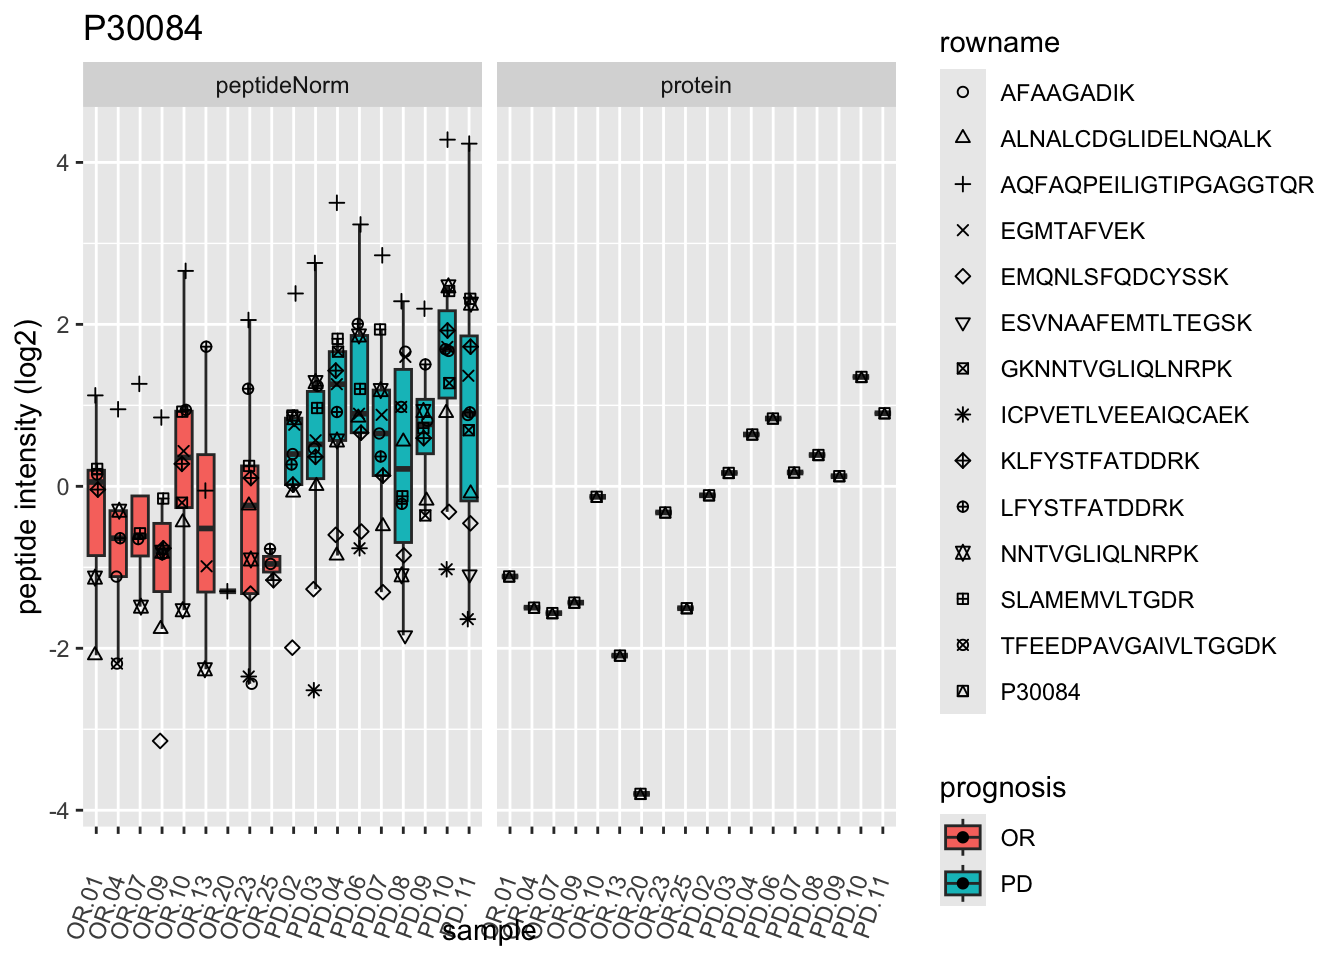 P30084
peptideNorm
protein
peptide intensity (log2)
4
2
0
-2
-4
OR.01
OR.04
OR.07
OR.09
OR.10
OR.13
OR.20
OR.23
OR.25
PD.02
PD.03
PD.04
PD.06
PD.07
PD.08
PD.09
PD.10
PD.11
OR.01
OR.04
OR.07
OR.09
OR.10
OR.13
OR.20
OR.23
OR.25
PD.02
PD.03
PD.04
PD.06
PD.07
PD.08
PD.09
PD.10
PD.11
sample
rowname
AFAAGADIK
ALNALCDGLIDELNQALK
AQFAQPEILIGTIPGAGGTQR
EGMTAFVEK
EMQNLSFQDCYSSK
ESVNAAFEMTLTEGSK
GKNNTVGLIQLNRPK
ICPVETLVEEAIQCAEK
KLFYSTFATDDRK
LFYSTFATDDRK
NNTVGLIQLNRPK
SLAMEMVLTGDR
TFEEDPAVGAIVLTGGDK
P30084
prognosis
OR
PD